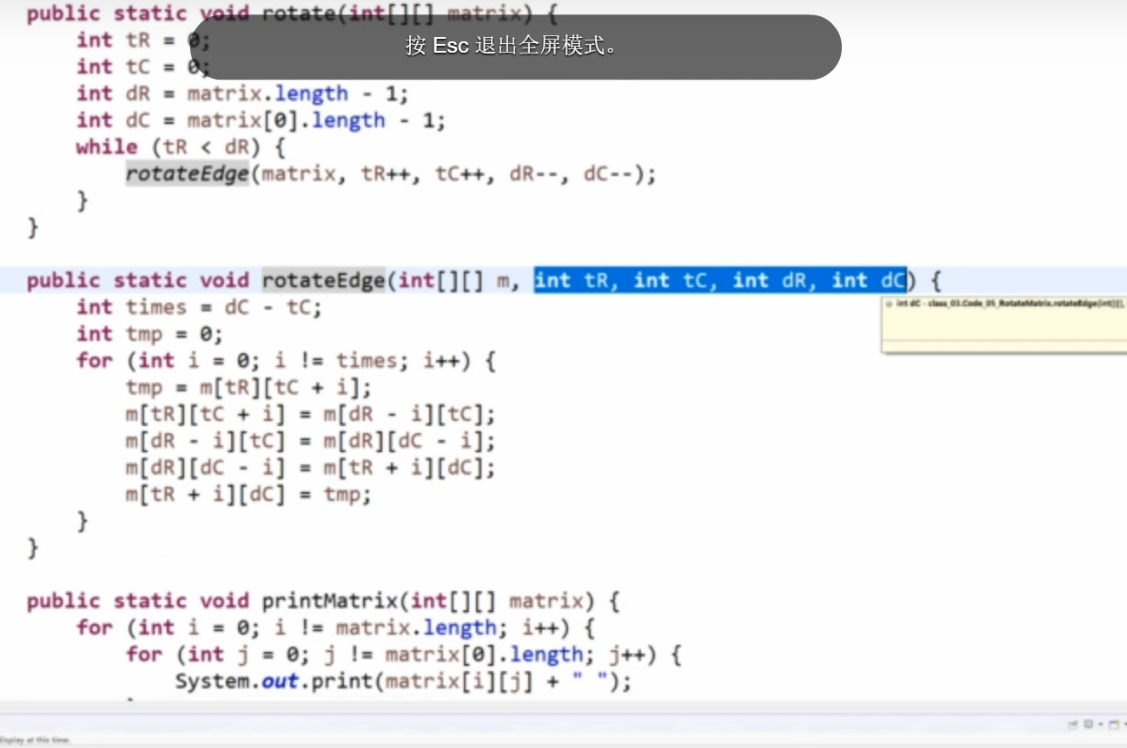 public static void rotate(int[][] matrix) {
按 Esc 退出全屏模式。
int tR = 0;
int tC = 0;
int dR = matrix.length - 1;
int dC = matrix[0].length - 1;
while (tR < dR) {
rotateEdge(matrix, tR++, tC++, dR--, dC--);
}
}
public static void rotateEdge(int[][] m, int tR, int tC, int dR, int dC) {
int dC - class_03.Code_05_RotateMatrix.rotateEdge(int[][],
int times = dC - tC;
int tmp = 0;
for (int i = 0; i != times; i++) {
tmp = m[tR][tC + i];
m[tR][tC + i] = m[dR - i][tC];
m[dR - i][tC] = m[dR][dC - i];
m[dR][dC - i] = m[tR + i][dC];
m[tR + i][dC] = tmp;
}
}
public static void printMatrix(int[][] matrix) {
for (int i = 0; i != matrix.length; i++) {
for (int j = 0; j != matrix[0].length; j++) {
System.out.print(matrix[i][j] + " ");
display at this time.